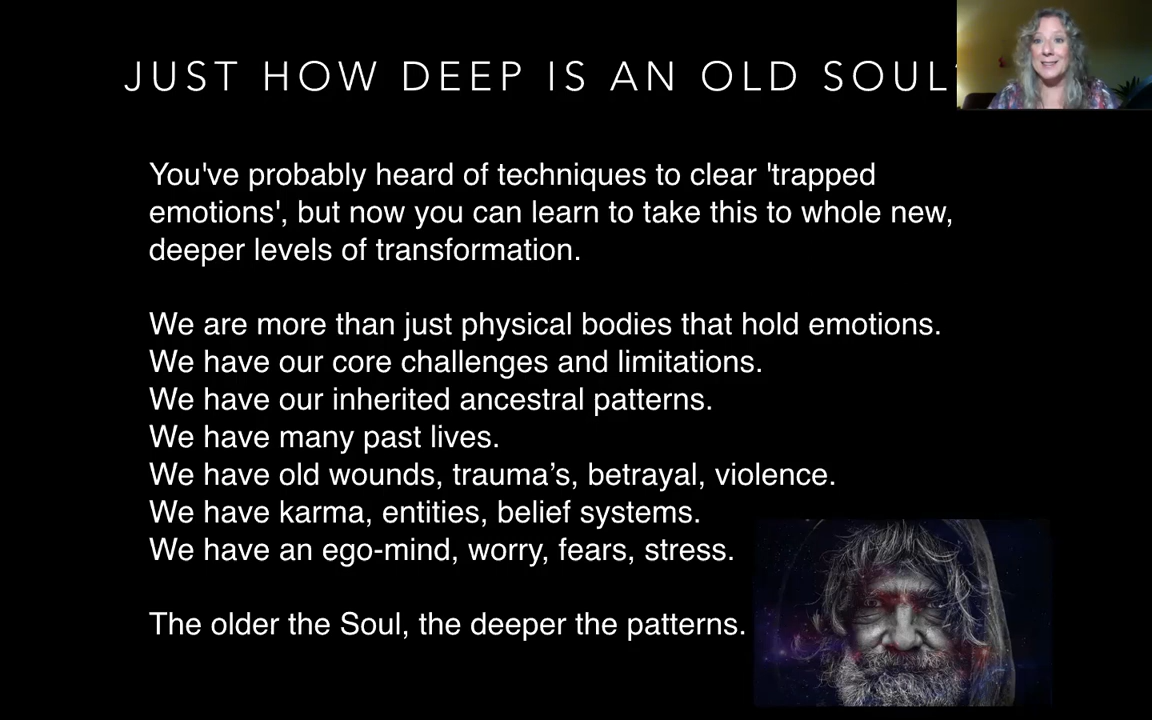 JUST HOW DEEP IS AN OLD SOUL
You've probably heard of techniques to clear 'trapped
emotions', but now you can learn to take this to whole new,
deeper levels of transformation.
We are more than just physical bodies that hold emotions.
We have our core challenges and limitations.
We have our inherited ancestral patterns.
We have many past lives.
We have old wounds, trauma’s, betrayal, violence.
We have karma, entities, belief systems.
We have an ego-mind, worry, fears, stress.
The older the Soul, the deeper the patterns.